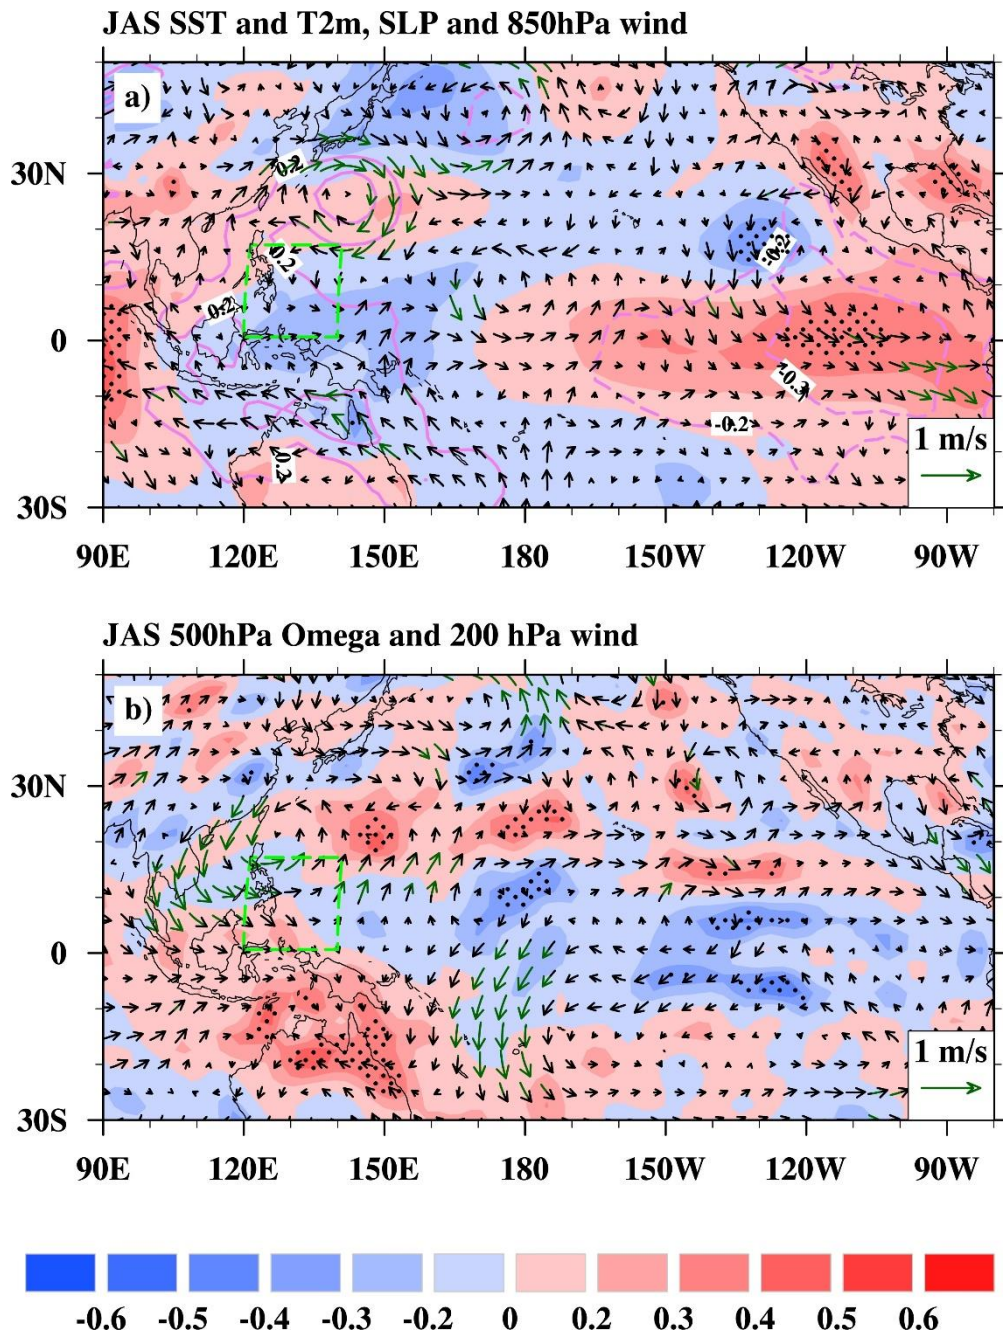 JAS SST and T2m, SLP and 850hPa wind
a)
0.2
30N
0.2
-0.2
0.2
0
-0.3
-0.2
1 m/s
0.2
30S
90E 120E 150E 180 150W 120W 90W
JAS 500hPa Omega and 200 hPa wind
b)
30N
0
1 m/s
30S
90E 120E 150E 180 150W 120W 90W
-0.6 -0.5 -0.4 -0.3 -0.2 0 0.2 0.3 0.4 0.5 0.6